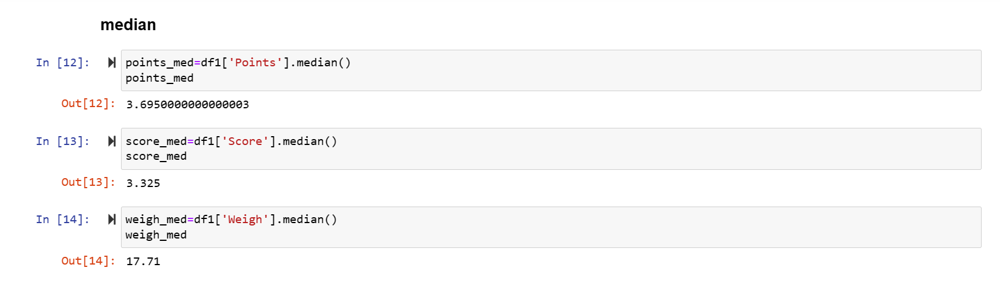 median
In [12]: points_med=df1['Points'].median()
points_med
Out[12]: 3.6950000000000003
In [13]: score_med=df1['Score'].median()
score_med
Out[13]: 3.325
In [14]: weigh_med=df1['Weigh'].median()
weigh_med
Out[14]: 17.71